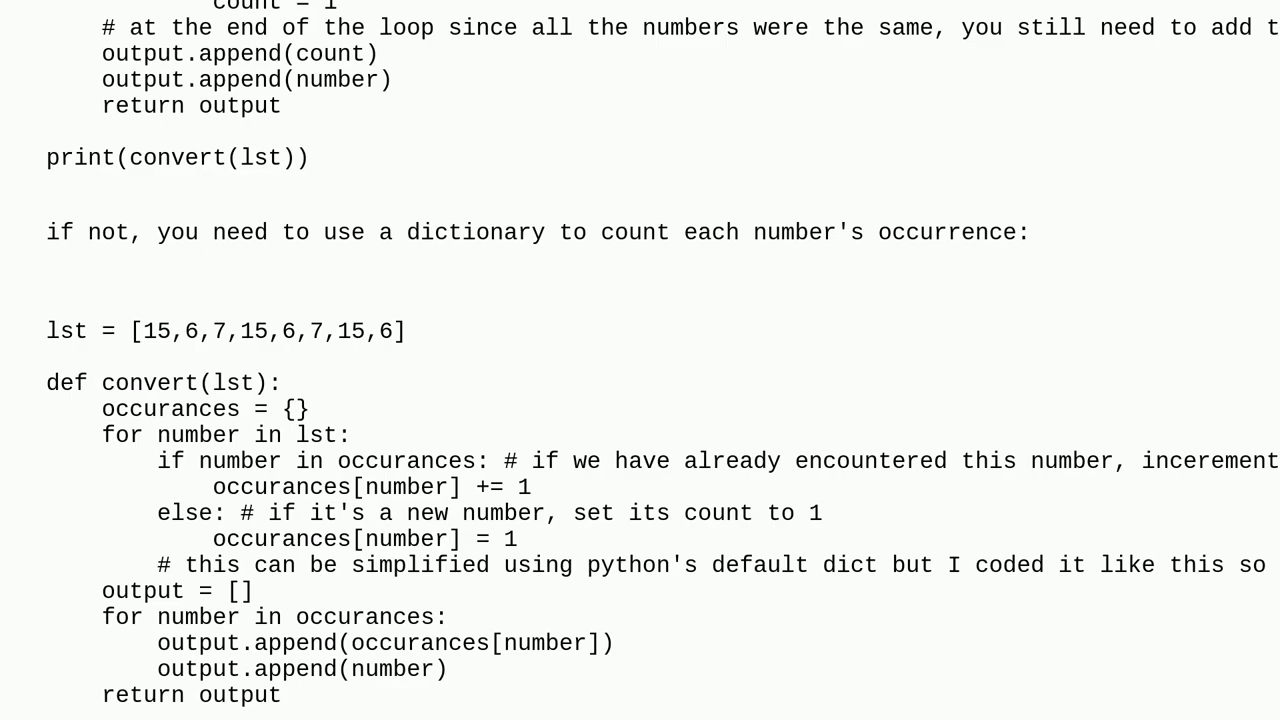 count = 1
# at the end of the loop since all the numbers were the same, you still need to add
output.append(count)
output.append(number)
return output
print(convert(lst))
if not, you need to use a dictionary to count each number's occurrence:
lst = [15,6,7,15,6,7,15,6]
def convert(lst):
occurances = {}
for number in lst:
if number in occurances: # if we have already encountered this number, incerement
occurances[number] += 1
else: # if it's a new number, set its count to 1
occurances[number] = 1
# this can be simplified using python's default dict but I coded it like this so
output = []
for number in occurances:
output.append(occurances[number])
output.append(number)
return output